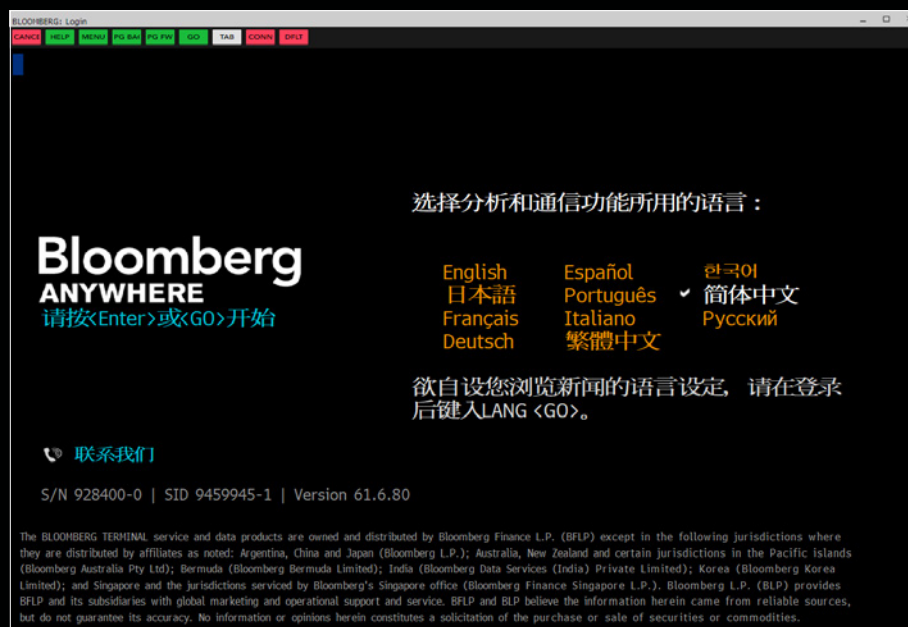 BLOOMBERG: Login
CANCE HELP MENU PG BA PG FW GO TAB CONN DFLT
选择分析和通信功能所用的语言：
Bloomberg
ANYWHERE
请按<Enter>或<GO>开始
English Español 한국어
日本語 Português ✔ 简体中文
Français Italiano Русский
Deutsch 繁體中文
欲自设您浏览新闻的语言设定，请在登录
后键入LANG <GO>。
联系我们
S/N 928400-0 | SID 9459945-1 | Version 61.6.80
The BLOOMBERG TERMINAL service and data products are owned and distributed by Bloomberg Finance L.P. (BFLP) except in the following jurisdictions where
they are distributed by affiliates as noted: Argentina, China and Japan (Bloomberg L.P.); Australia, New Zealand and certain jurisdictions in the Pacific islands
(Bloomberg Australia Pty Ltd); Bermuda (Bloomberg Bermuda Limited); India (Bloomberg Data Services (India) Private Limited); Korea (Bloomberg Korea
Limited); and Singapore and the jurisdictions serviced by Bloomberg's Singapore office (Bloomberg Finance Singapore L.P.). Bloomberg L.P. (BLP) provides
BFLP and its subsidiaries with global marketing and operational support and service. BFLP and BLP believe the information herein came from reliable sources,
but do not guarantee its accuracy. No information or opinions herein constitutes a solicitation of the purchase or sale of securities or commodities.